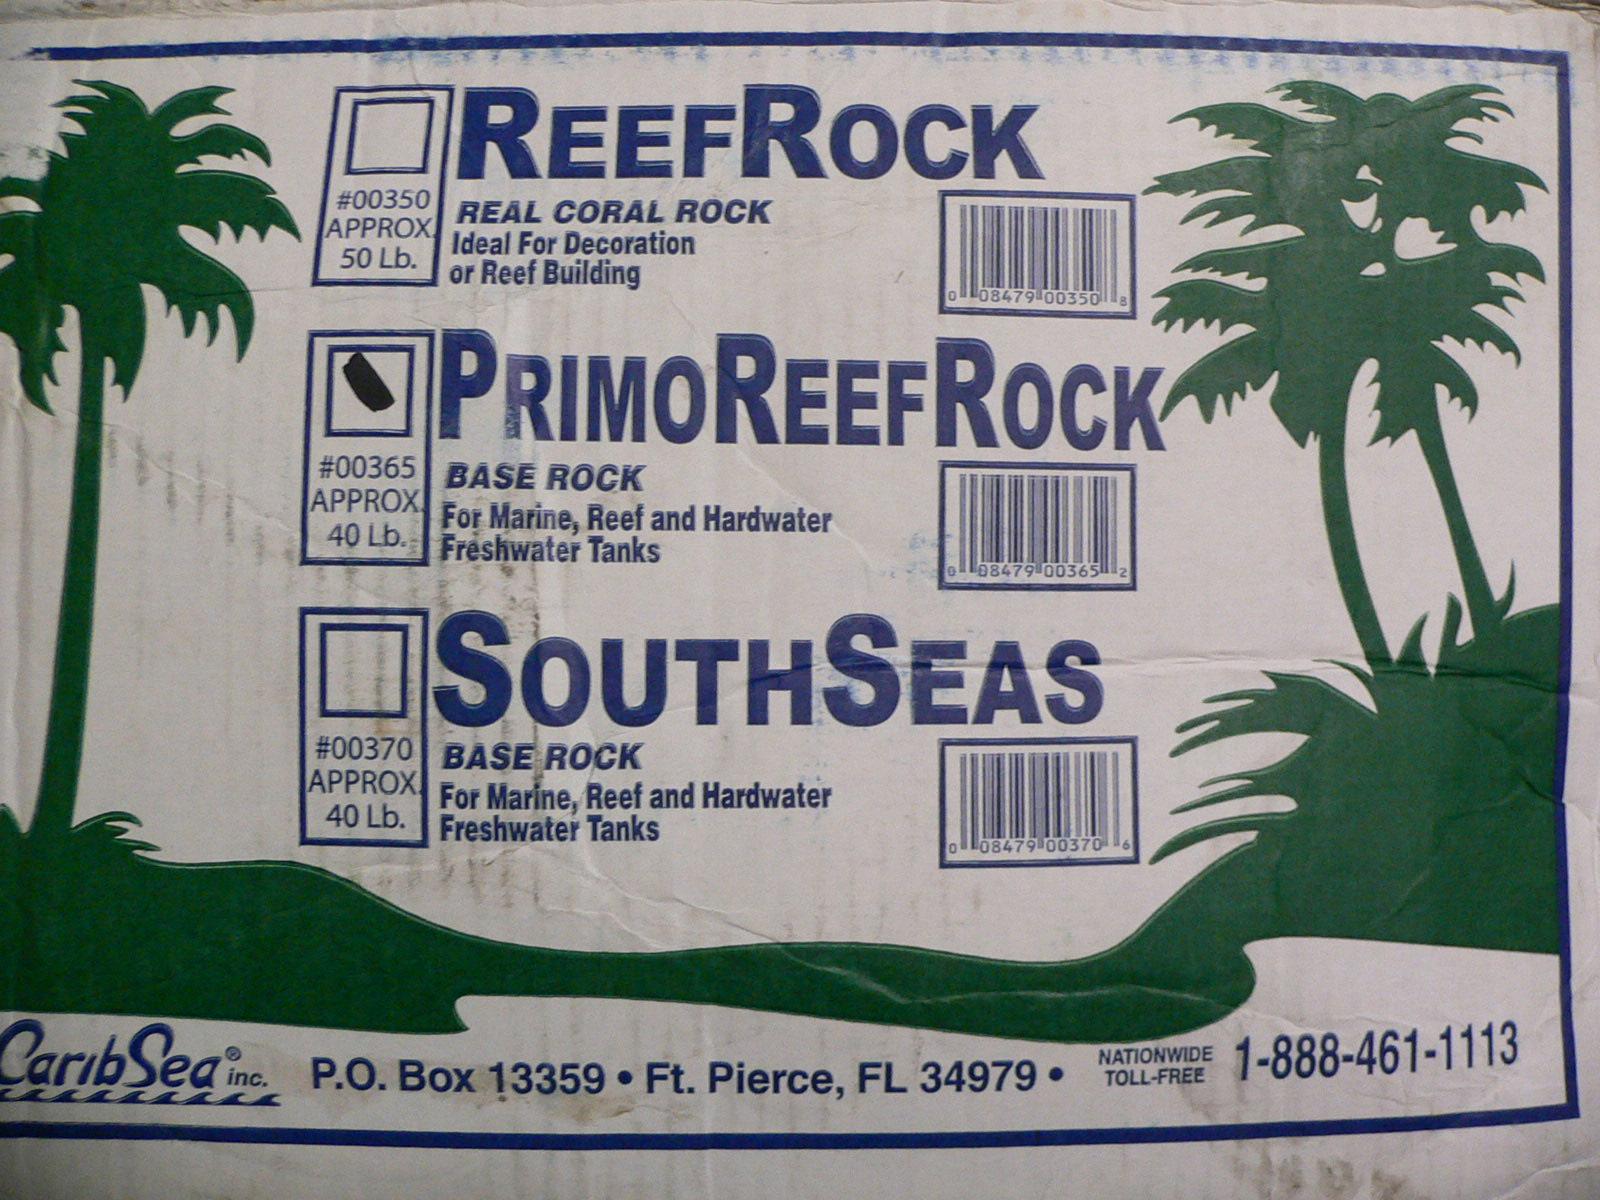 REEFROCK
#00350
APPROX.
50 Lb.
REAL CORAL ROCK
Ideal For Decoration
or Reef Building
0 08479 00350 8
PRIMOREEFROCK
#00365
APPROX.
40 Lb.
BASE ROCK
For Marine, Reef and Hardwater
Freshwater Tanks
0 08479 00365 2
SOUTHSEAS
#00370
APPROX.
40 Lb.
BASE ROCK
For Marine, Reef and Hardwater
Freshwater Tanks
0 08479 00370 6
CaribSea® inc. P.O. Box 13359 • Ft. Pierce, FL 34979 •
NATIONWIDE
TOLL-FREE
1-888-461-1113